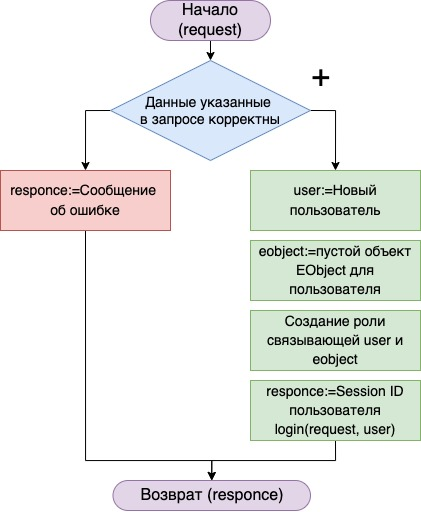 Начало
(request)
Данные указанные
в запросе корректны
+
responce:=Сообщение
об ошибке
user:=Новый
пользователь
eobject:=пустой объект
EObject для
пользователя
Создание роли
связывающей user и
eobject
responce:=Session ID
пользователя
login(request, user)
Возврат (responce)